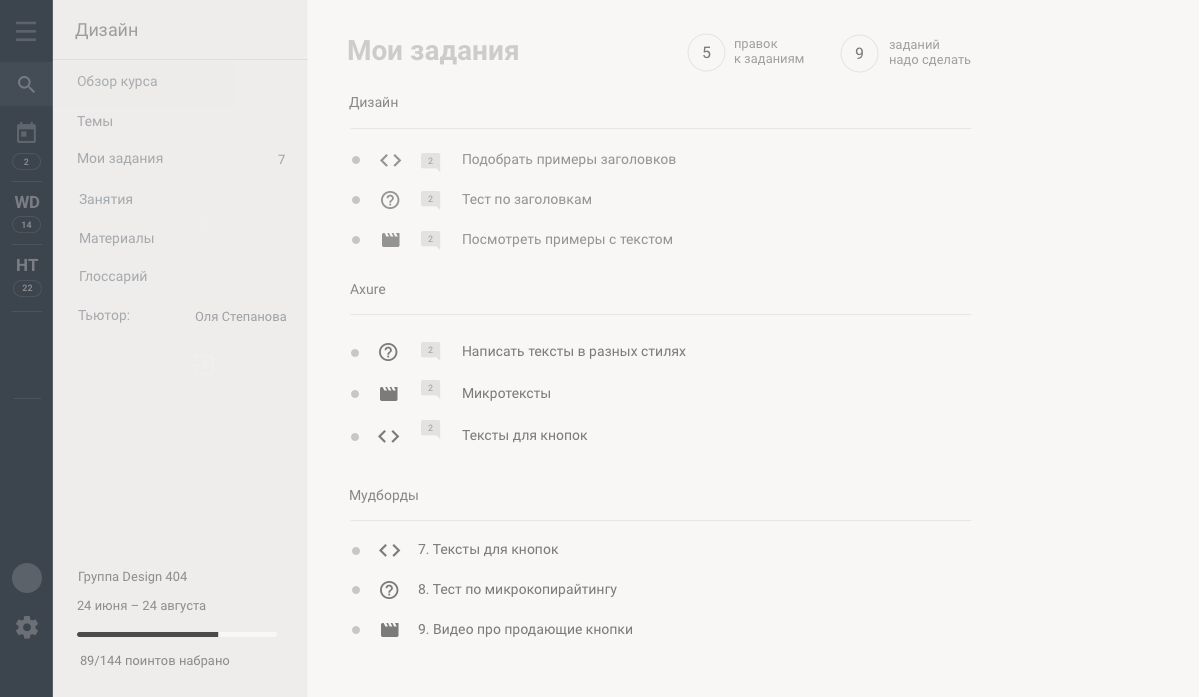 2
WD
14
HT
22
Дизайн
Обзор курса
Темы
Мои задания 7
Занятия
Материалы
Глоссарий
Тьютор: Оля Степанова
Группа Design 404
24 июня – 24 августа
89/144 поинтов набрано
Мои задания
5 правок
к заданиям
9 заданий
надо сделать
Дизайн
2 Подобрать примеры заголовков
2 Тест по заголовкам
2 Посмотреть примеры с текстом
Axure
2 Написать тексты в разных стилях
2 Микротексты
2 Тексты для кнопок
Мудборды
7. Тексты для кнопок
8. Тест по микрокопирайтингу
9. Видео про продающие кнопки